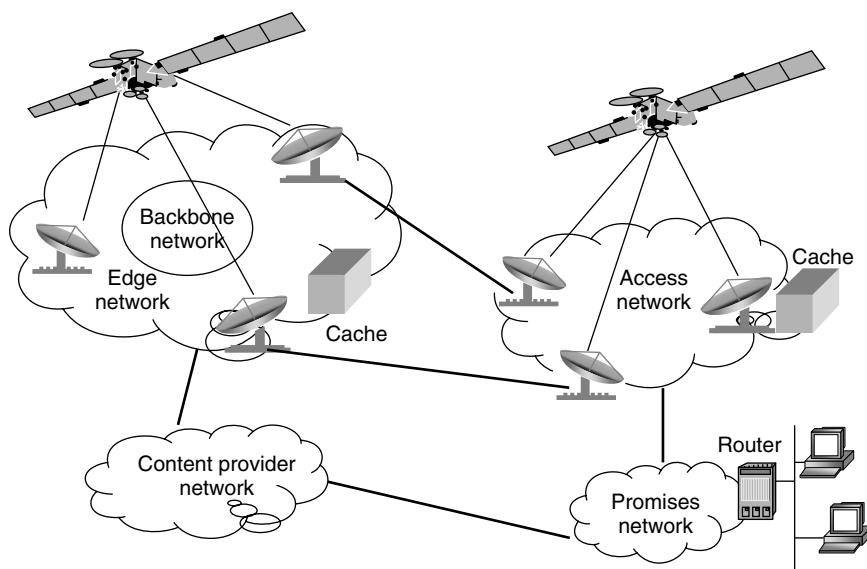 Backbone
network
Edge
network
Cache
Access
network
Cache
Content provider
network
Router
Promises
network